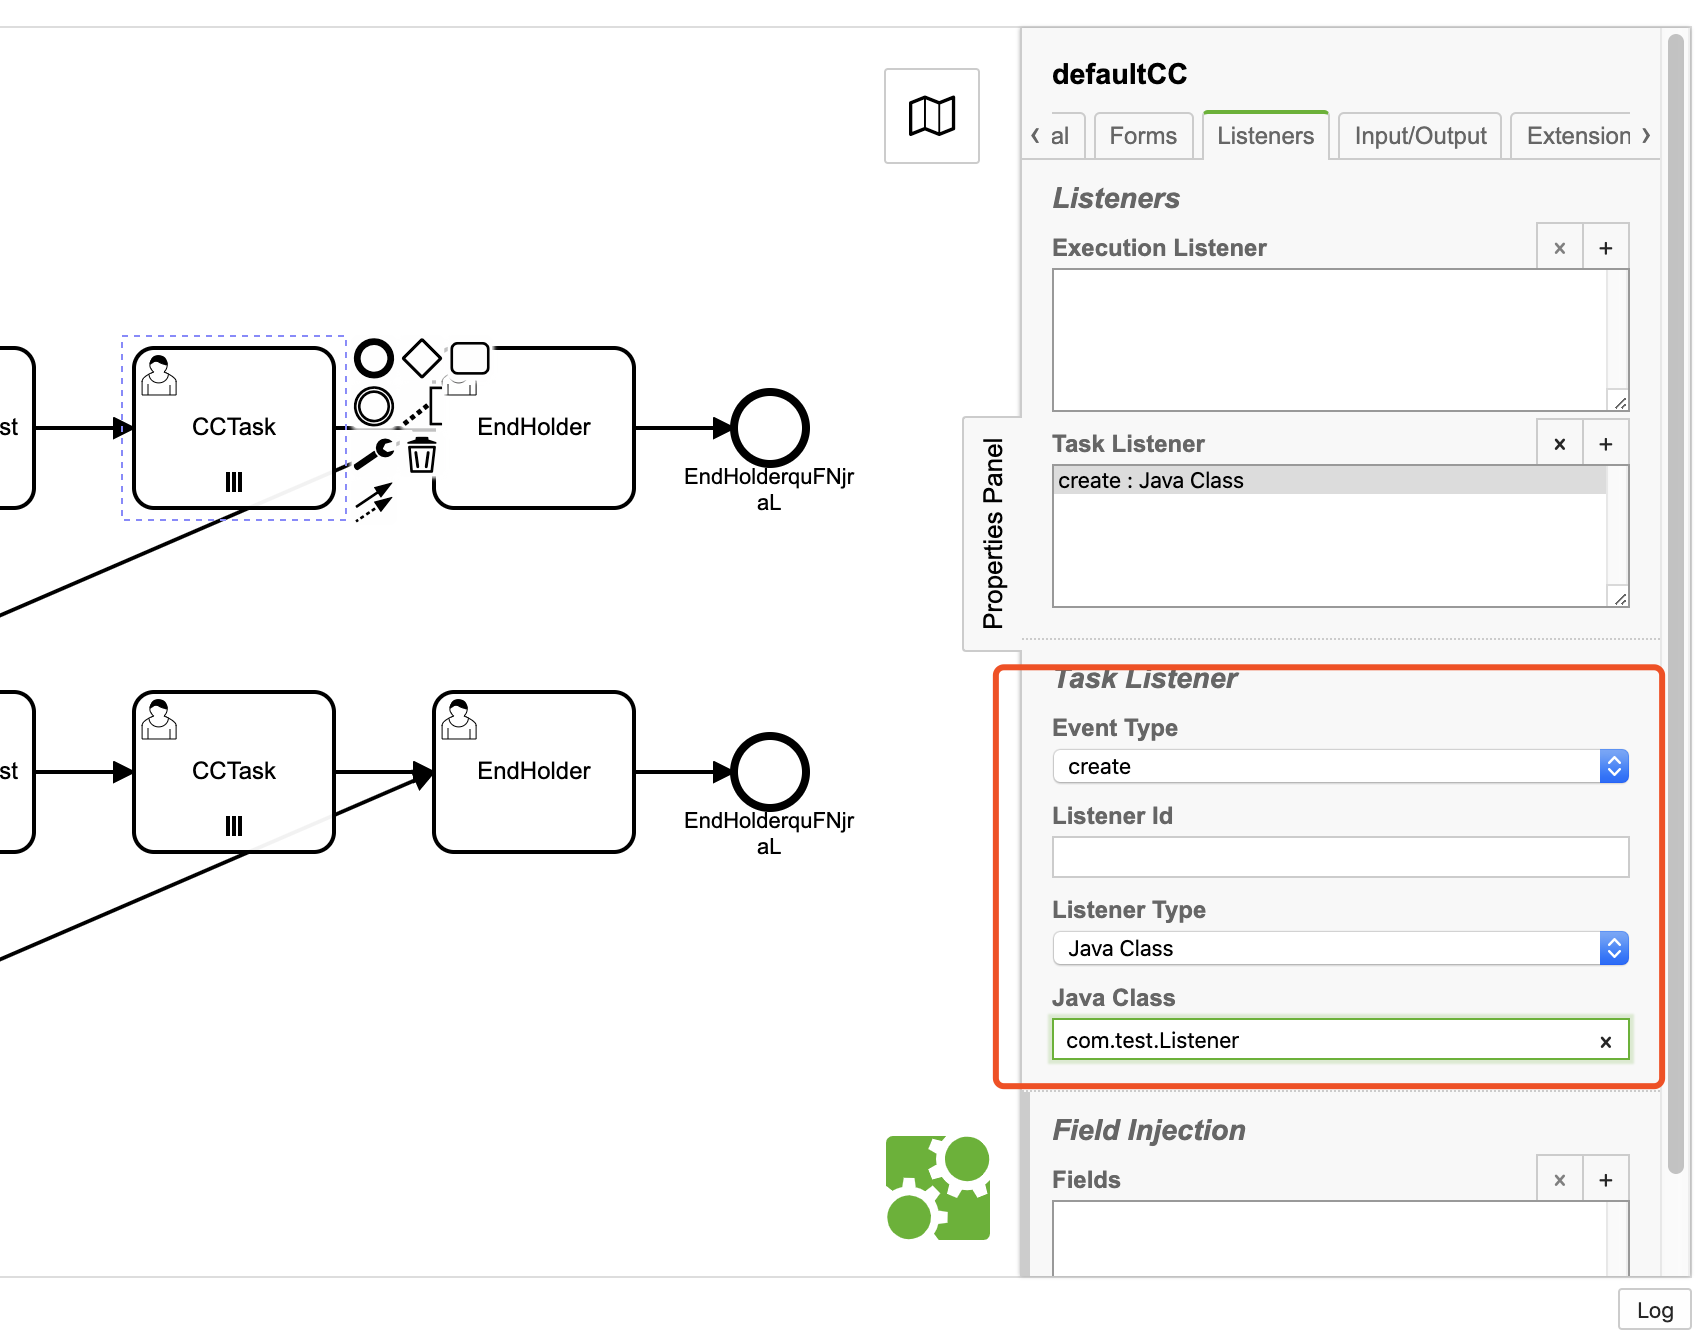 defaultCC
al
Forms
Listeners
Input/Output
Extension
Listeners
Execution Listener
Task Listener
create : Java Class
Properties Panel
Task Listener
Event Type
create
Listener Id
Listener Type
Java Class
Java Class
com.test.Listener
Field Injection
Fields
st
CCTask
EndHolder
EndHolderquFNjr
aL
st
CCTask
EndHolder
EndHolderquFNjr
aL
Log